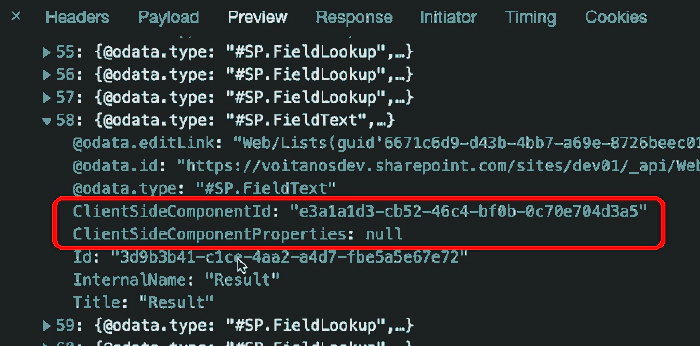 × Headers Payload Preview Response Initiator Timing Cookies
▶ 55: {@odata.type: "#SP.FieldLookup",…}
▶ 56: {@odata.type: "#SP.FieldLookup",…}
▶ 57: {@odata.type: "#SP.FieldLookup",…}
▼ 58: {@odata.type: "#SP.FieldText",…}
@odata.editLink: "Web/Lists(guid'6671c6d9-d43b-4bb7-a69e-8726beec01
@odata.id: "https://voitanosdev.sharepoint.com/sites/dev01/_api/Web
@odata.type: "#SP.FieldText"
ClientSideComponentId: "e3a1a1d3-cb52-46c4-bf0b-0c70e704d3a5"
ClientSideComponentProperties: null
Id: "3d9b3b41-c1ce-4aa2-a4d7-fbe5a5e67e72"
InternalName: "Result"
Title: "Result"
▶ 59: {@odata.type: "#SP.FieldLookup",…}